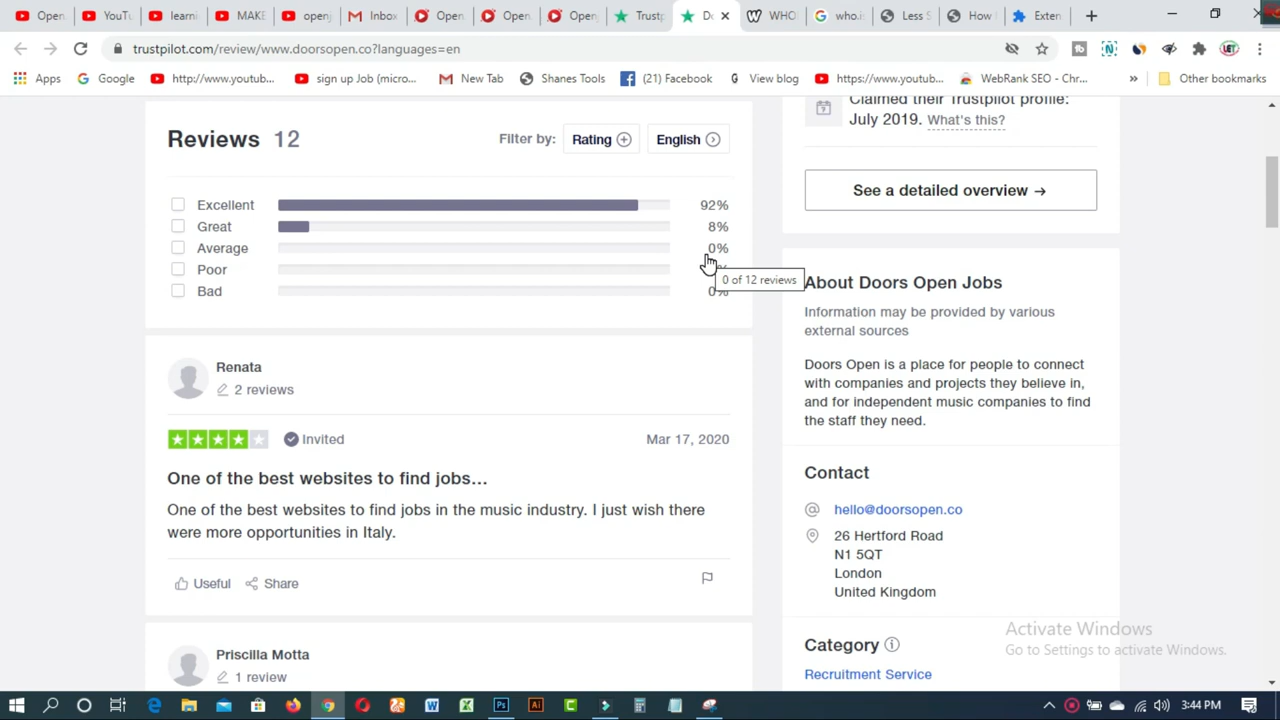 Open
YouTu
learni
MAKE
openj
Inbox
Open
Open
Open
Trustp
Do
WHO
who.is
Less S
How t
Exten
trustpilot.com/review/www.doorsopen.co?languages=en
Apps
Google
http://www.youtub...
sign up Job (micro...
New Tab
Shanes Tools
(21) Facebook
View blog
https://www.youtub...
WebRank SEO - Chr...
»
Other bookmarks
Reviews 12
Filter by:
Rating
English
Excellent 92%
Great 8%
Average 0%
Poor
Bad 0%
0 of 12 reviews
Renata
2 reviews
Invited
Mar 17, 2020
One of the best websites to find jobs...
One of the best websites to find jobs in the music industry. I just wish there
were more opportunities in Italy.
Useful
Share
Priscilla Motta
1 review
Claimed their Trustpilot profile:
July 2019. What's this?
See a detailed overview →
About Doors Open Jobs
Information may be provided by various
external sources
Doors Open is a place for people to connect
with companies and projects they believe in,
and for independent music companies to find
the staff they need.
Contact
hello@doorsopen.co
26 Hertford Road
N1 5QT
London
United Kingdom
Category
Recruitment Service
Activate Windows
Go to Settings to activate Windows.
3:44 PM